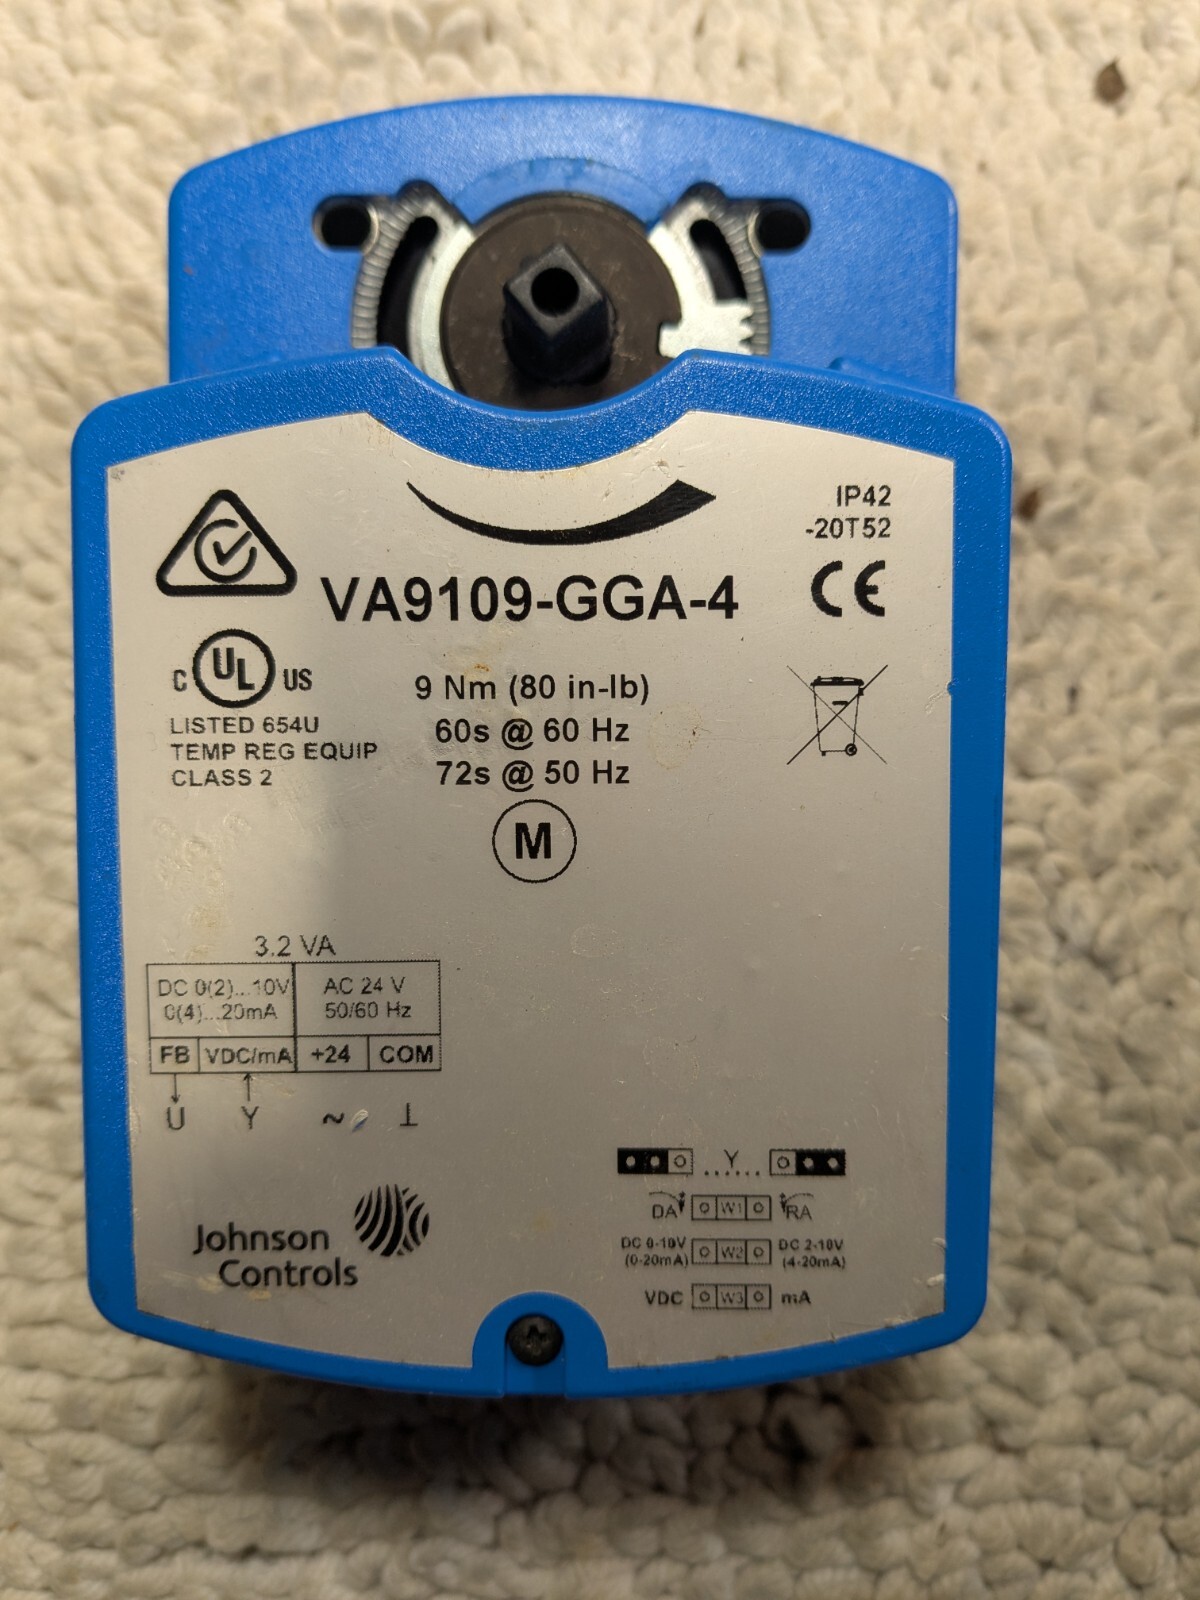 IP42
-20T52
VA9109-GGA-4
CE
C UL US
LISTED 654U
TEMP REG EQUIP
CLASS 2
9 Nm (80 in-lb)
60s @ 60 Hz
72s @ 50 Hz
M
3.2 VA
DC 0(2)...10V
0(4)...20mA
AC 24 V
50/60 Hz
FB VDC/mA +24 COM
U Y ~ ⊥
Johnson
Controls
...Y...
DA W1 RA
DC 0-10V
(0-20mA)
W2
DC 2-10V
(4-20mA)
VDC W3 mA